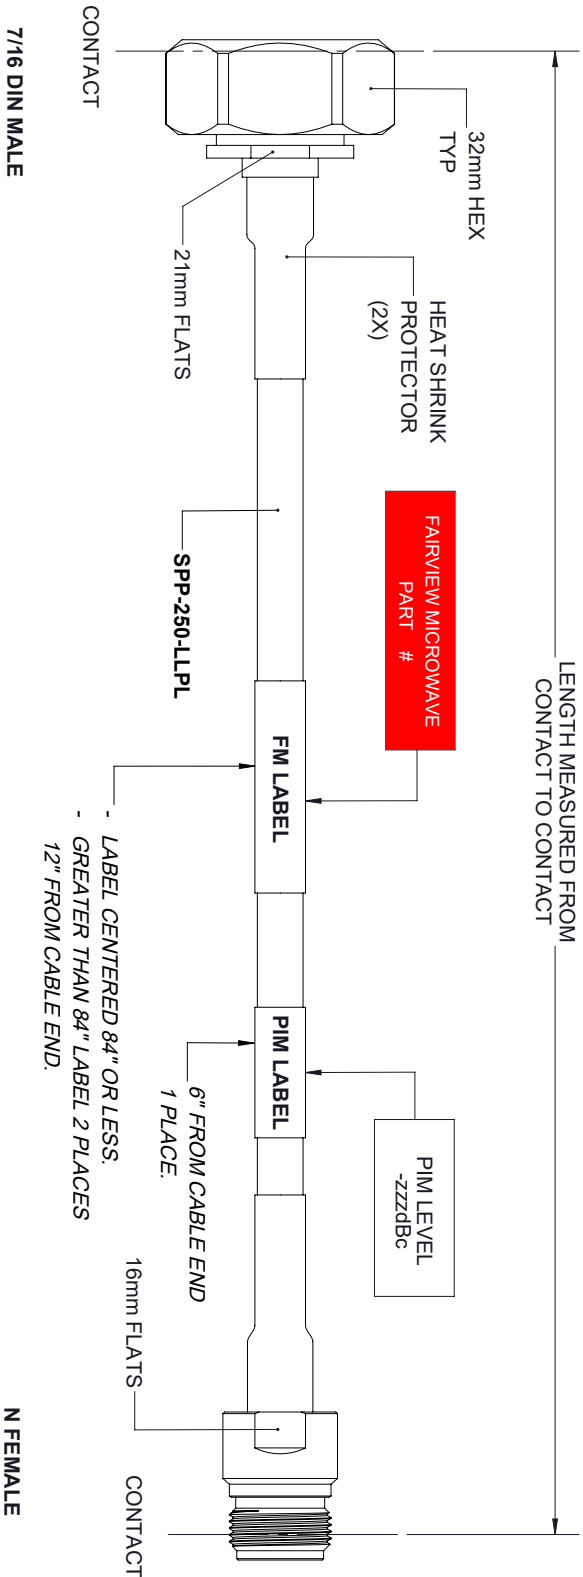 LENGTH MEASURED FROM
CONTACT TO CONTACT
32mm HEX
TYP
HEAT SHRINK
PROTECTOR
(2X)
FAIRVIEW MICROWAVE
PART #
PIM LEVEL
-zzzdBc
FM LABEL
PIM LABEL
CONTACT
21mm FLATS
SPP-250-LLPL
- LABEL CENTERED 84" OR LESS.
- GREATER THAN 84" LABEL 2 PLACES
12" FROM CABLE END.
6" FROM CABLE END
1 PLACE.
16mm FLATS
CONTACT
7/16 DIN MALE
N FEMALE